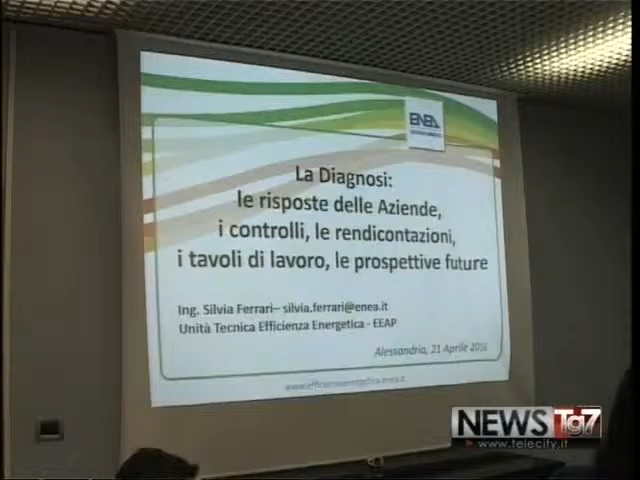 ENEA
La Diagnosi:
le risposte delle Aziende,
i controlli, le rendicontazioni,
i tavoli di lavoro, le prospettive future
Ing. Silvia Ferrari– silvia.ferrari@enea.it
Unità Tecnica Efficienza Energetica - EEAP
Alessandria, 21 Aprile 2016
www.efficienzaenergetica.enea.it
NEWS Tg7
www.telecity.it